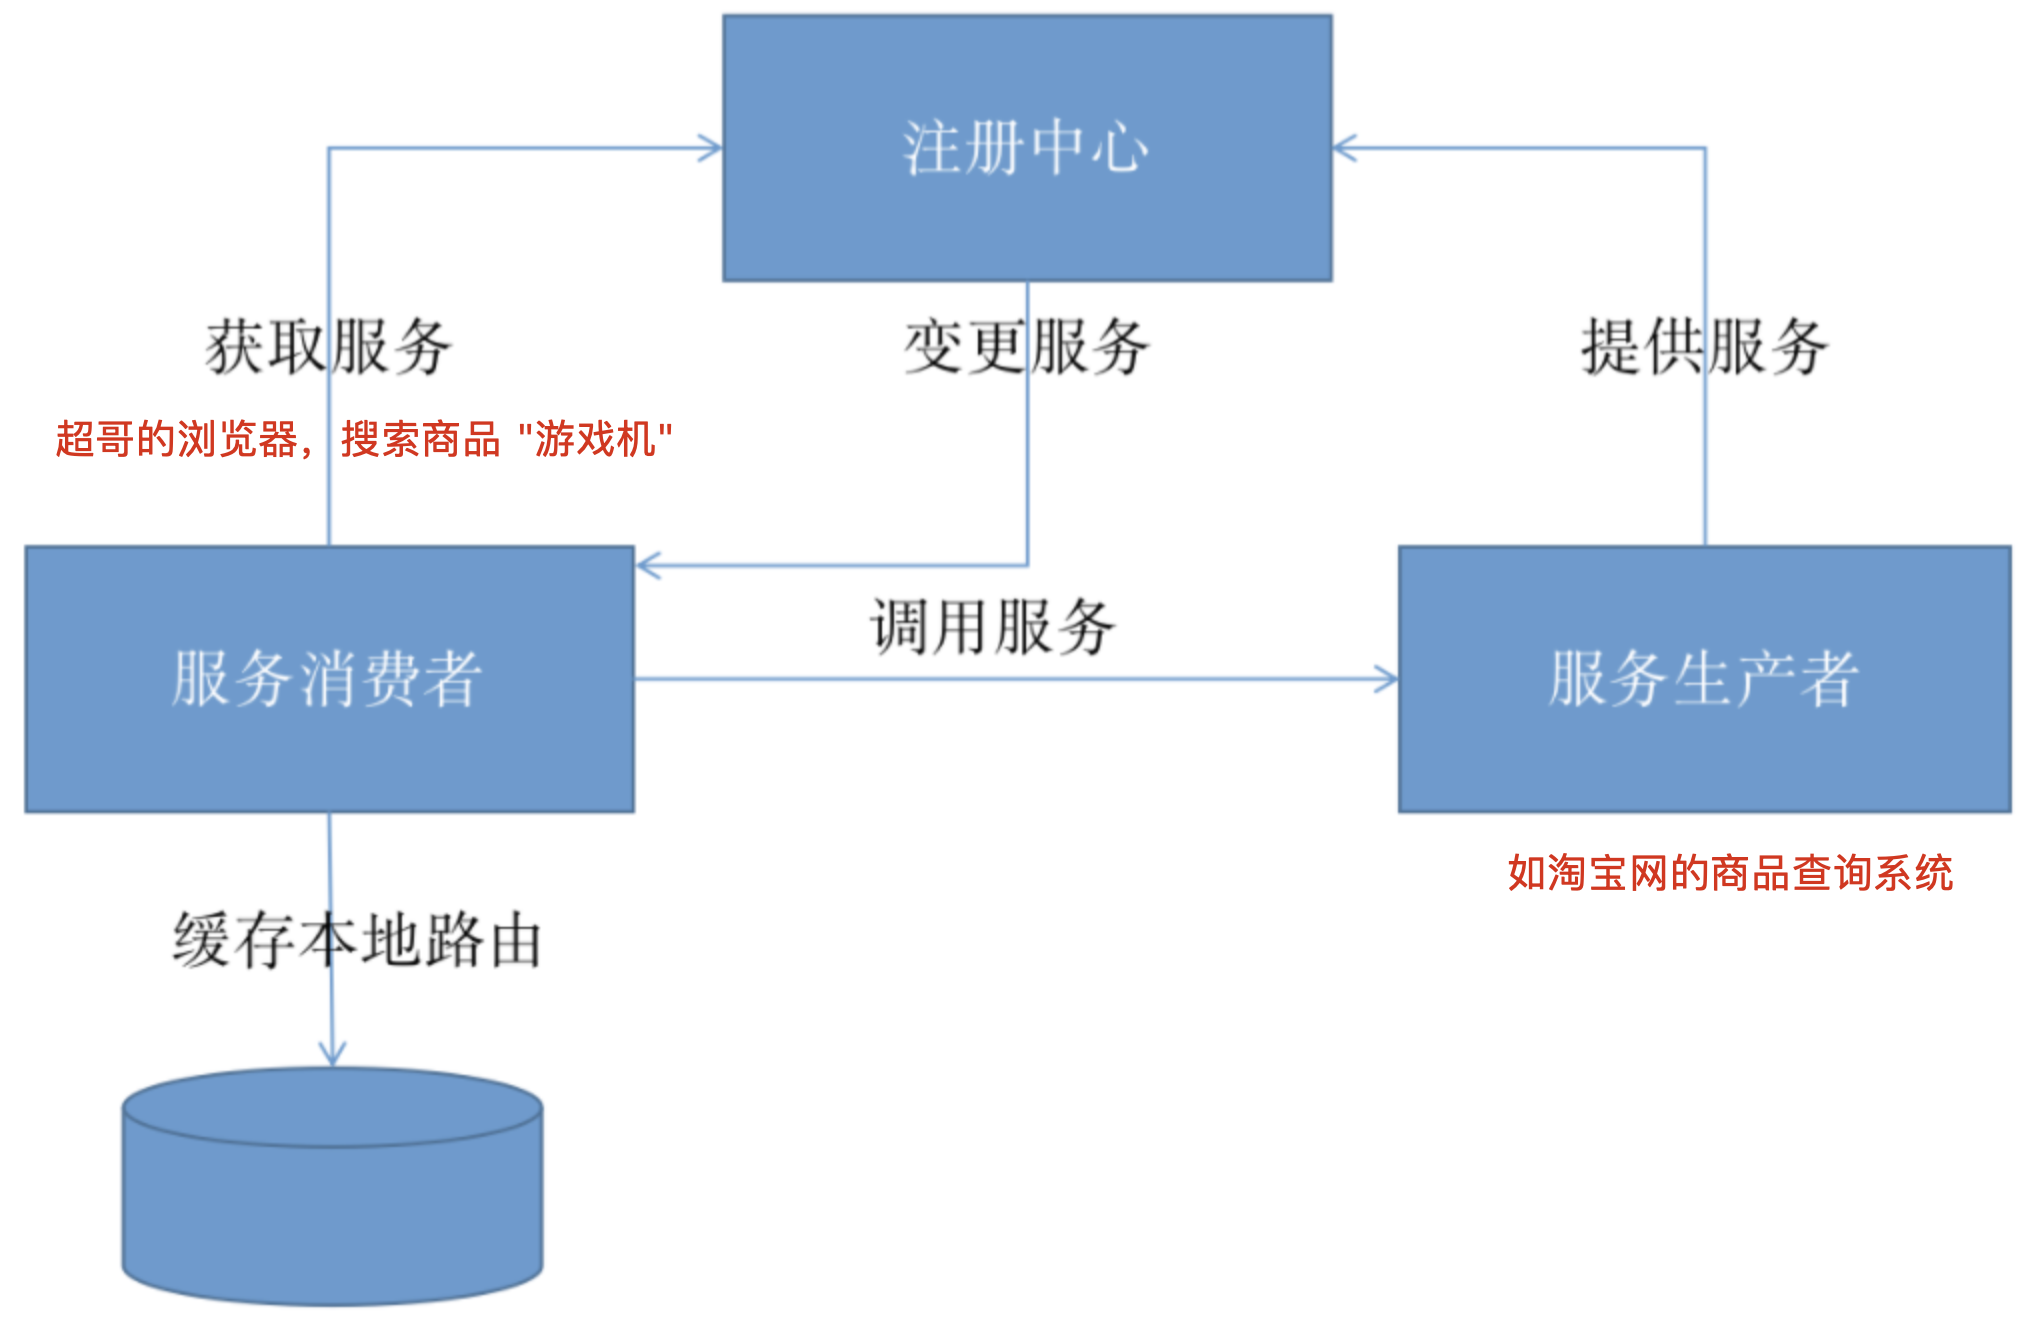 注册中心
获取服务
变更服务
提供服务
超哥的浏览器，搜索商品 "游戏机"
调用服务
服务消费者
服务生产者
如淘宝网的商品查询系统
缓存本地路由